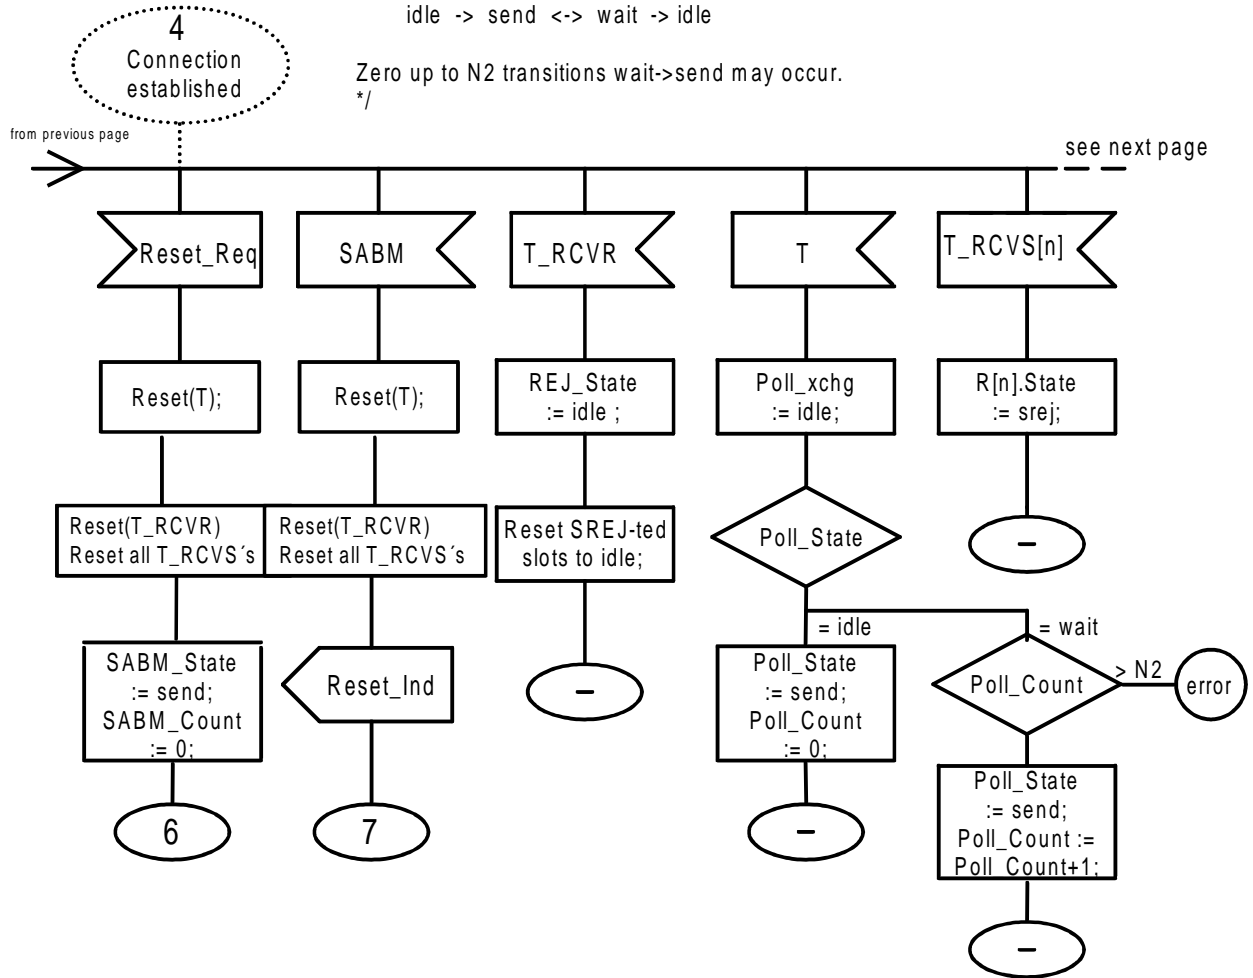 idle -> send <-> wait -> idle
4
Connection
established
Zero up to N2 transitions wait->send may occur.
*/
from previous page
see next page
Reset_Req
SABM
T_RCVR
T
T_RCVS[n]
Reset(T);
Reset(T);
REJ_State
:= idle ;
Poll_xchg
:= idle;
R[n].State
:= srej;
Reset(T_RCVR)
Reset all T_RCVS´s
Reset(T_RCVR)
Reset all T_RCVS´s
Reset SREJ-ted
slots to idle;
Poll_State
–
= idle
= wait
SABM_State
:= send;
SABM_Count
:= 0;
Reset_Ind
–
Poll_State
:= send;
Poll_Count
:= 0;
Poll_Count
> N2
error
6
7
–
Poll_State
:= send;
Poll_Count :=
Poll_Count+1;
–